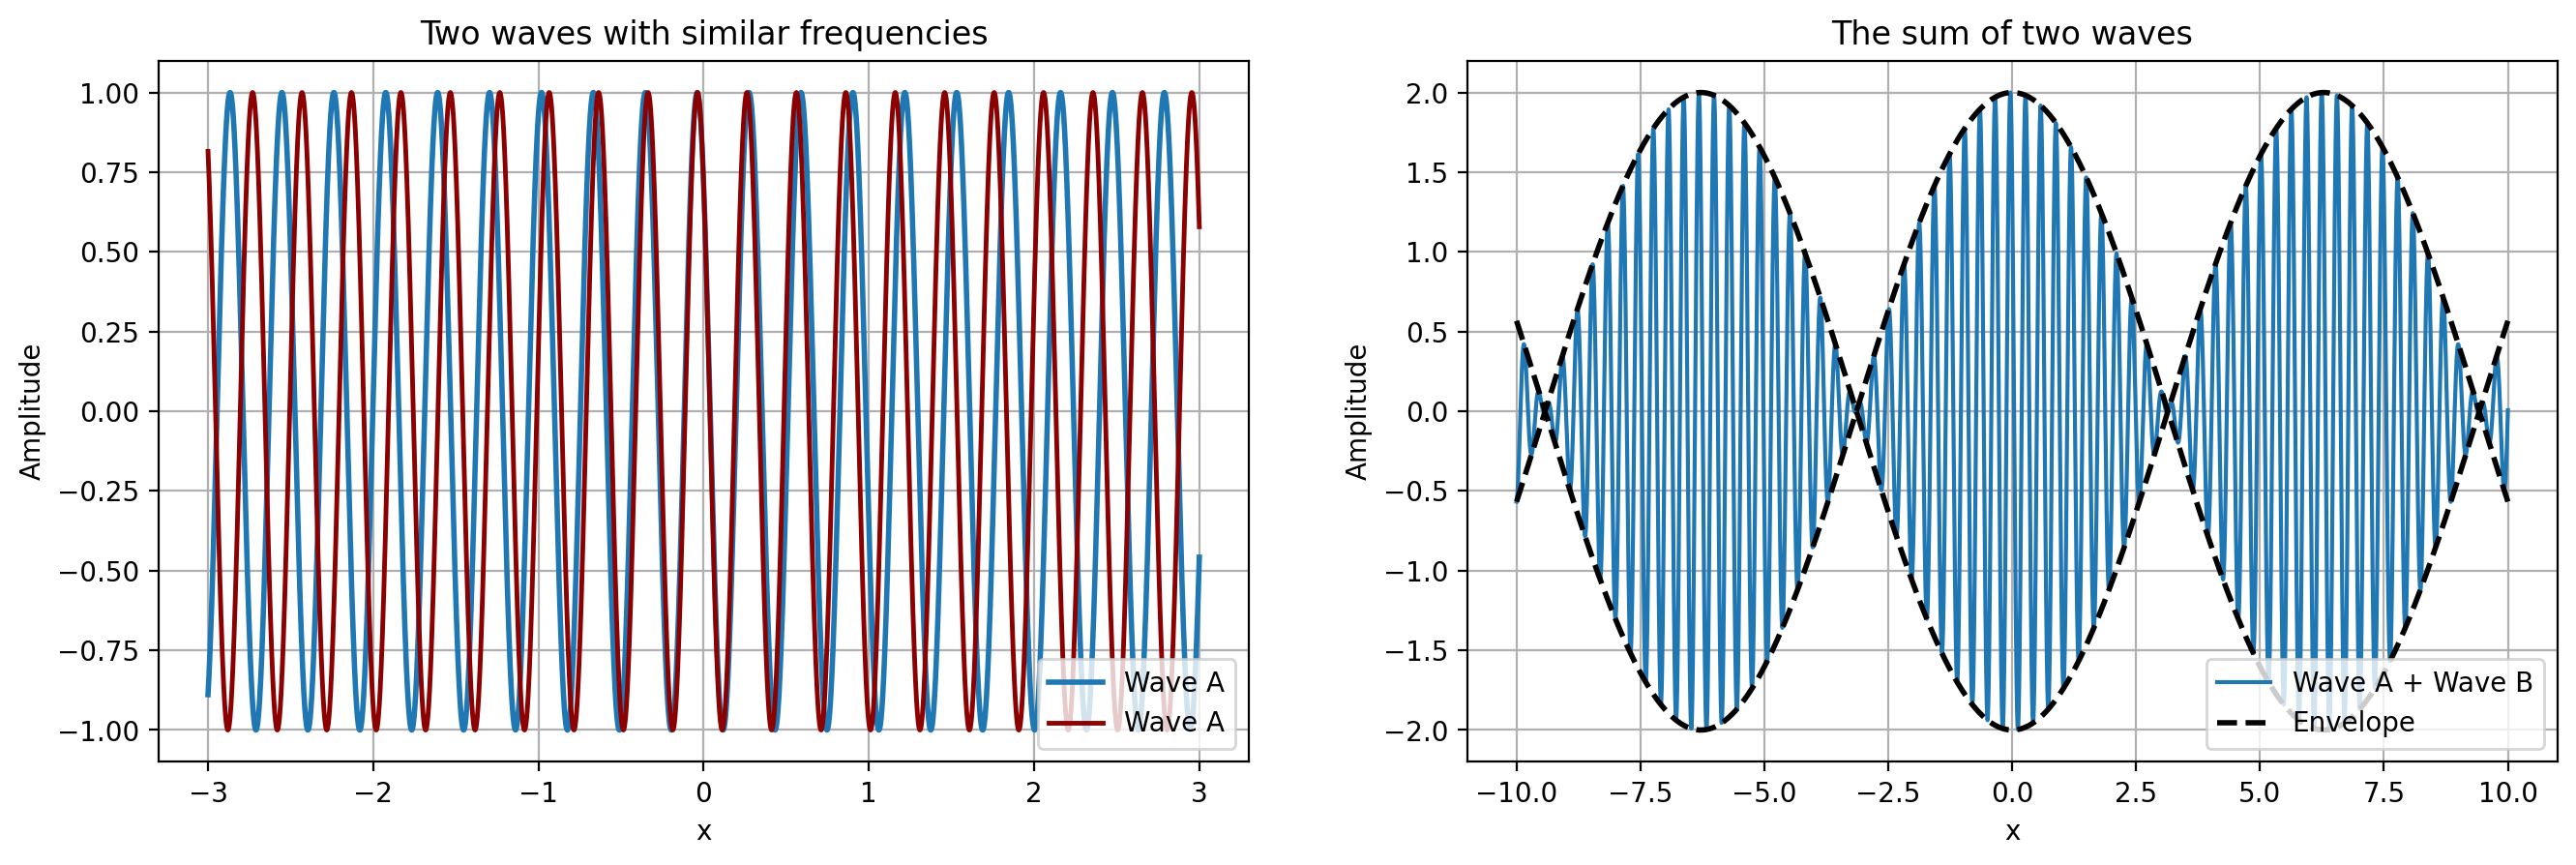 Two waves with similar frequencies
1.00
0.75
0.50
0.25
0.00
−0.25
−0.50
−0.75
−1.00
Amplitude
−3 −2 −1 0 1 2 3
x
Wave A
Wave A
The sum of two waves
2.0
1.5
1.0
0.5
0.0
−0.5
−1.0
−1.5
−2.0
Amplitude
−10.0 −7.5 −5.0 −2.5 0.0 2.5 5.0 7.5 10.0
x
Wave A + Wave B
Envelope